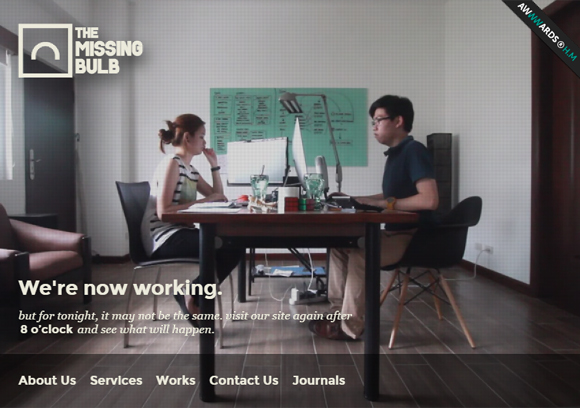 THE
MISSING
BULB
AWWWARDS HM
We're now working.
but for tonight, it may not be the same. visit our site again after
8 o'clock and see what will happen.
About Us Services Works Contact Us Journals